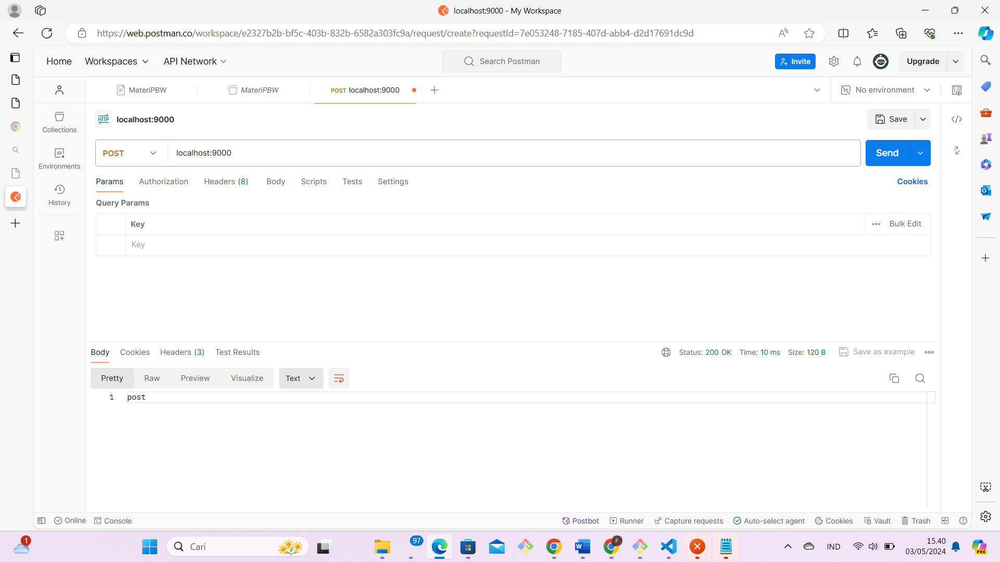 localhost:9000 - My Workspace
https://web.postman.co/workspace/e2327b2b-bf5c-403b-832b-6582a303fc9a/request/create?requestId=7e053248-7185-407d-abb4-d2d17691dc9d
Home Workspaces API Network Search Postman Invite Upgrade
MateriPBW MateriPBW POST localhost:9000 No environment
HTTP localhost:9000 Save
Collections
POST localhost:9000 Send
Environments
Params Authorization Headers (8) Body Scripts Tests Settings Cookies
History
Query Params
Key Bulk Edit
Key
Body Cookies Headers (3) Test Results Status: 200 OK Time: 10 ms Size: 120 B Save as example
Pretty Raw Preview Visualize Text
1 post
Online Console Postbot Runner Capture requests Auto-select agent Cookies Vault Trash
1 Cari 97 F IND 15.40 PRE
03/05/2024